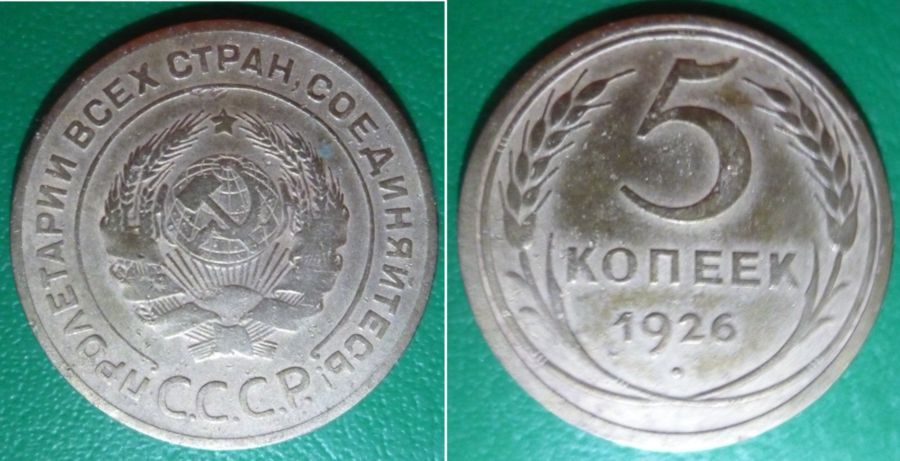 ПРОЛЕТАРИИ ВСЕХ СТРАН, СОЕДИНЯЙТЕСЬ!
С.С.С.Р.
5
КОПЕЕК
1926